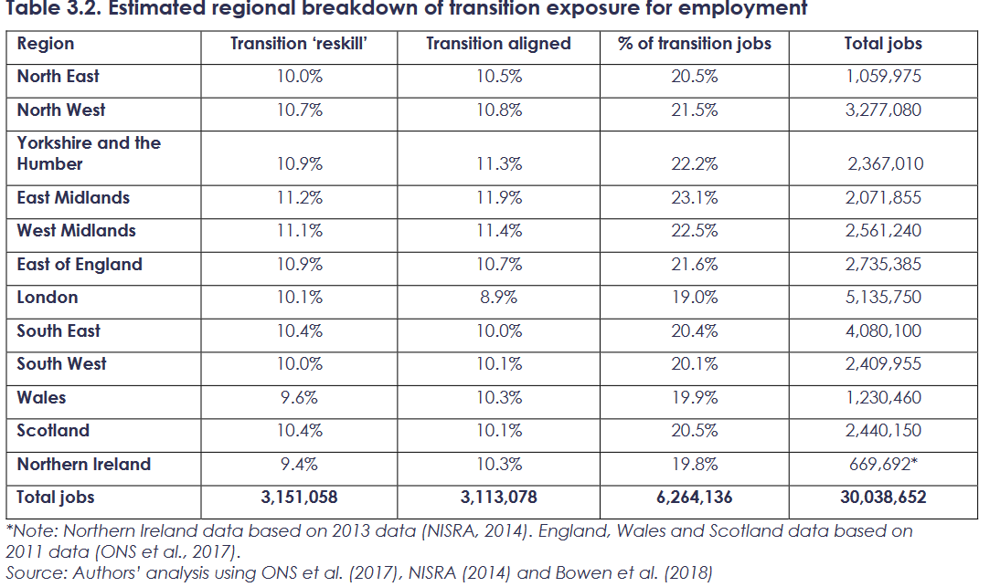 Table 3.2. Estimated regional breakdown of transition exposure for employment
Region Transition ‘reskill’ Transition aligned % of transition jobs Total jobs
North East 10.0% 10.5% 20.5% 1,059,975
North West 10.7% 10.8% 21.5% 3,277,080
Yorkshire and the
Humber 10.9% 11.3% 22.2% 2,367,010
East Midlands 11.2% 11.9% 23.1% 2,071,855
West Midlands 11.1% 11.4% 22.5% 2,561,240
East of England 10.9% 10.7% 21.6% 2,735,385
London 10.1% 8.9% 19.0% 5,135,750
South East 10.4% 10.0% 20.4% 4,080,100
South West 10.0% 10.1% 20.1% 2,409,955
Wales 9.6% 10.3% 19.9% 1,230,460
Scotland 10.4% 10.1% 20.5% 2,440,150
Northern Ireland 9.4% 10.3% 19.8% 669,692*
Total jobs 3,151,058 3,113,078 6,264,136 30,038,652
*Note: Northern Ireland data based on 2013 data (NISRA, 2014). England, Wales and Scotland data based on
2011 data (ONS et al., 2017).
Source: Authors’ analysis using ONS et al. (2017), NISRA (2014) and Bowen et al. (2018)